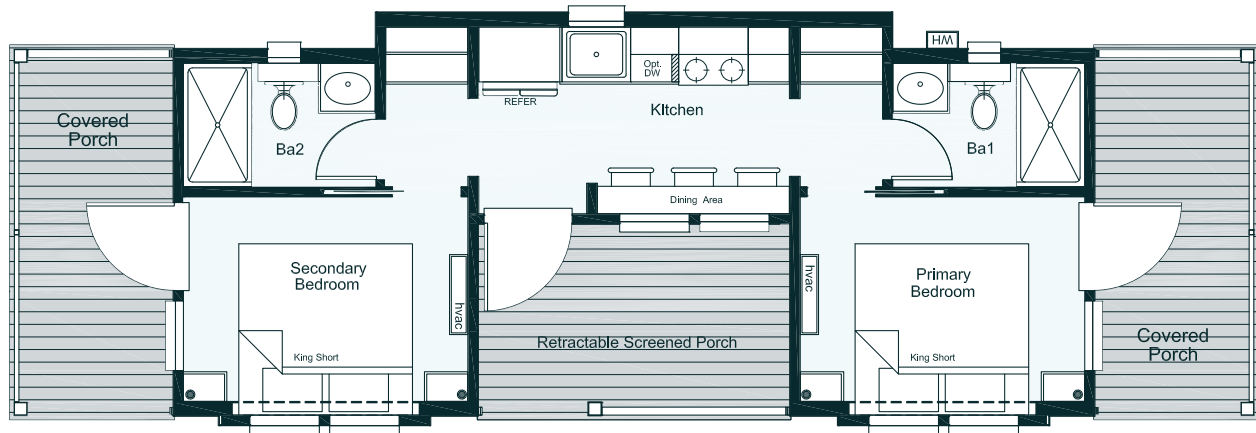 WH
Opt.
DW
REFER
KItchen
Covered
Porch
Ba2
Ba1
Dining Area
Secondary
Bedroom
hvac
hvac
Primary
Bedroom
Retractable Screened Porch
Covered
Porch
King Short
King Short